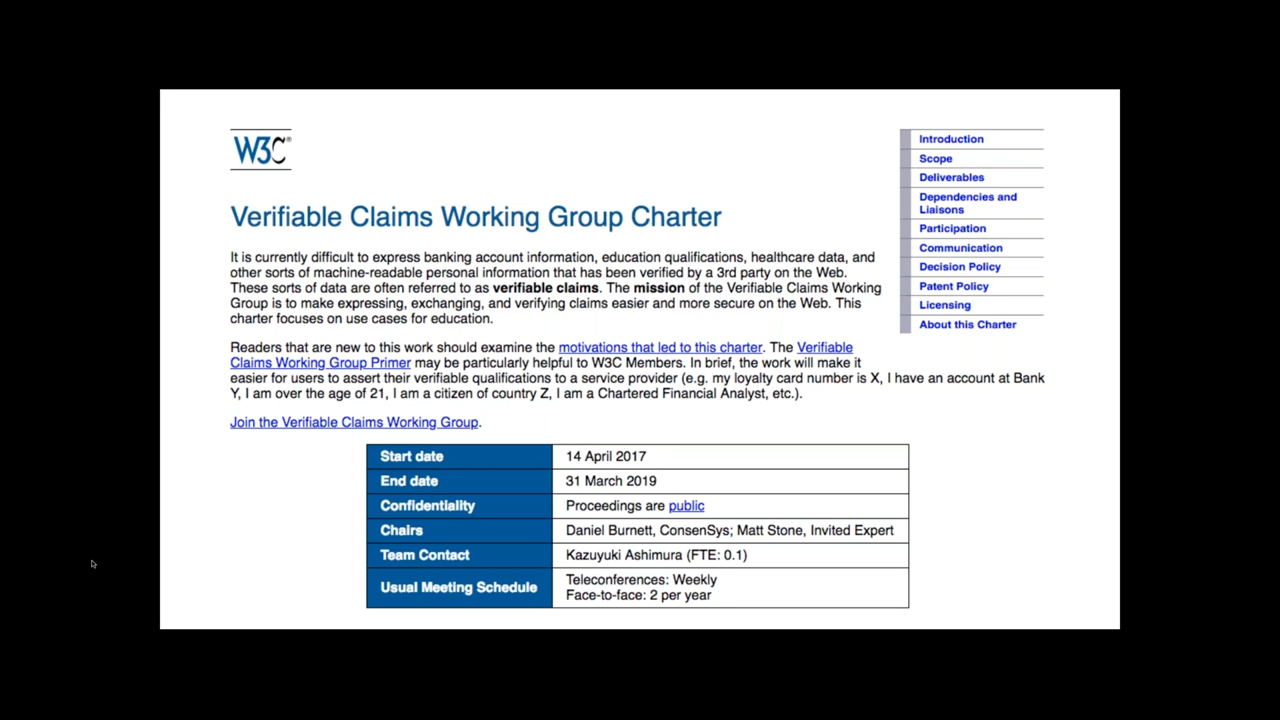 W3C®
Introduction
Scope
Deliverables
Dependencies and
Liaisons
Participation
Communication
Decision Policy
Patent Policy
Licensing
About this Charter
Verifiable Claims Working Group Charter
It is currently difficult to express banking account information, education qualifications, healthcare data, and
other sorts of machine-readable personal information that has been verified by a 3rd party on the Web.
These sorts of data are often referred to as verifiable claims. The mission of the Verifiable Claims Working
Group is to make expressing, exchanging, and verifying claims easier and more secure on the Web. This
charter focuses on use cases for education.
Readers that are new to this work should examine the motivations that led to this charter. The Verifiable
Claims Working Group Primer may be particularly helpful to W3C Members. In brief, the work will make it
easier for users to assert their verifiable qualifications to a service provider (e.g. my loyalty card number is X, I have an account at Bank
Y, I am over the age of 21, I am a citizen of country Z, I am a Chartered Financial Analyst, etc.).
Join the Verifiable Claims Working Group.
Start date 14 April 2017
End date 31 March 2019
Confidentiality Proceedings are public
Chairs Daniel Burnett, ConsenSys; Matt Stone, Invited Expert
Team Contact Kazuyuki Ashimura (FTE: 0.1)
Usual Meeting Schedule Teleconferences: Weekly
Face-to-face: 2 per year